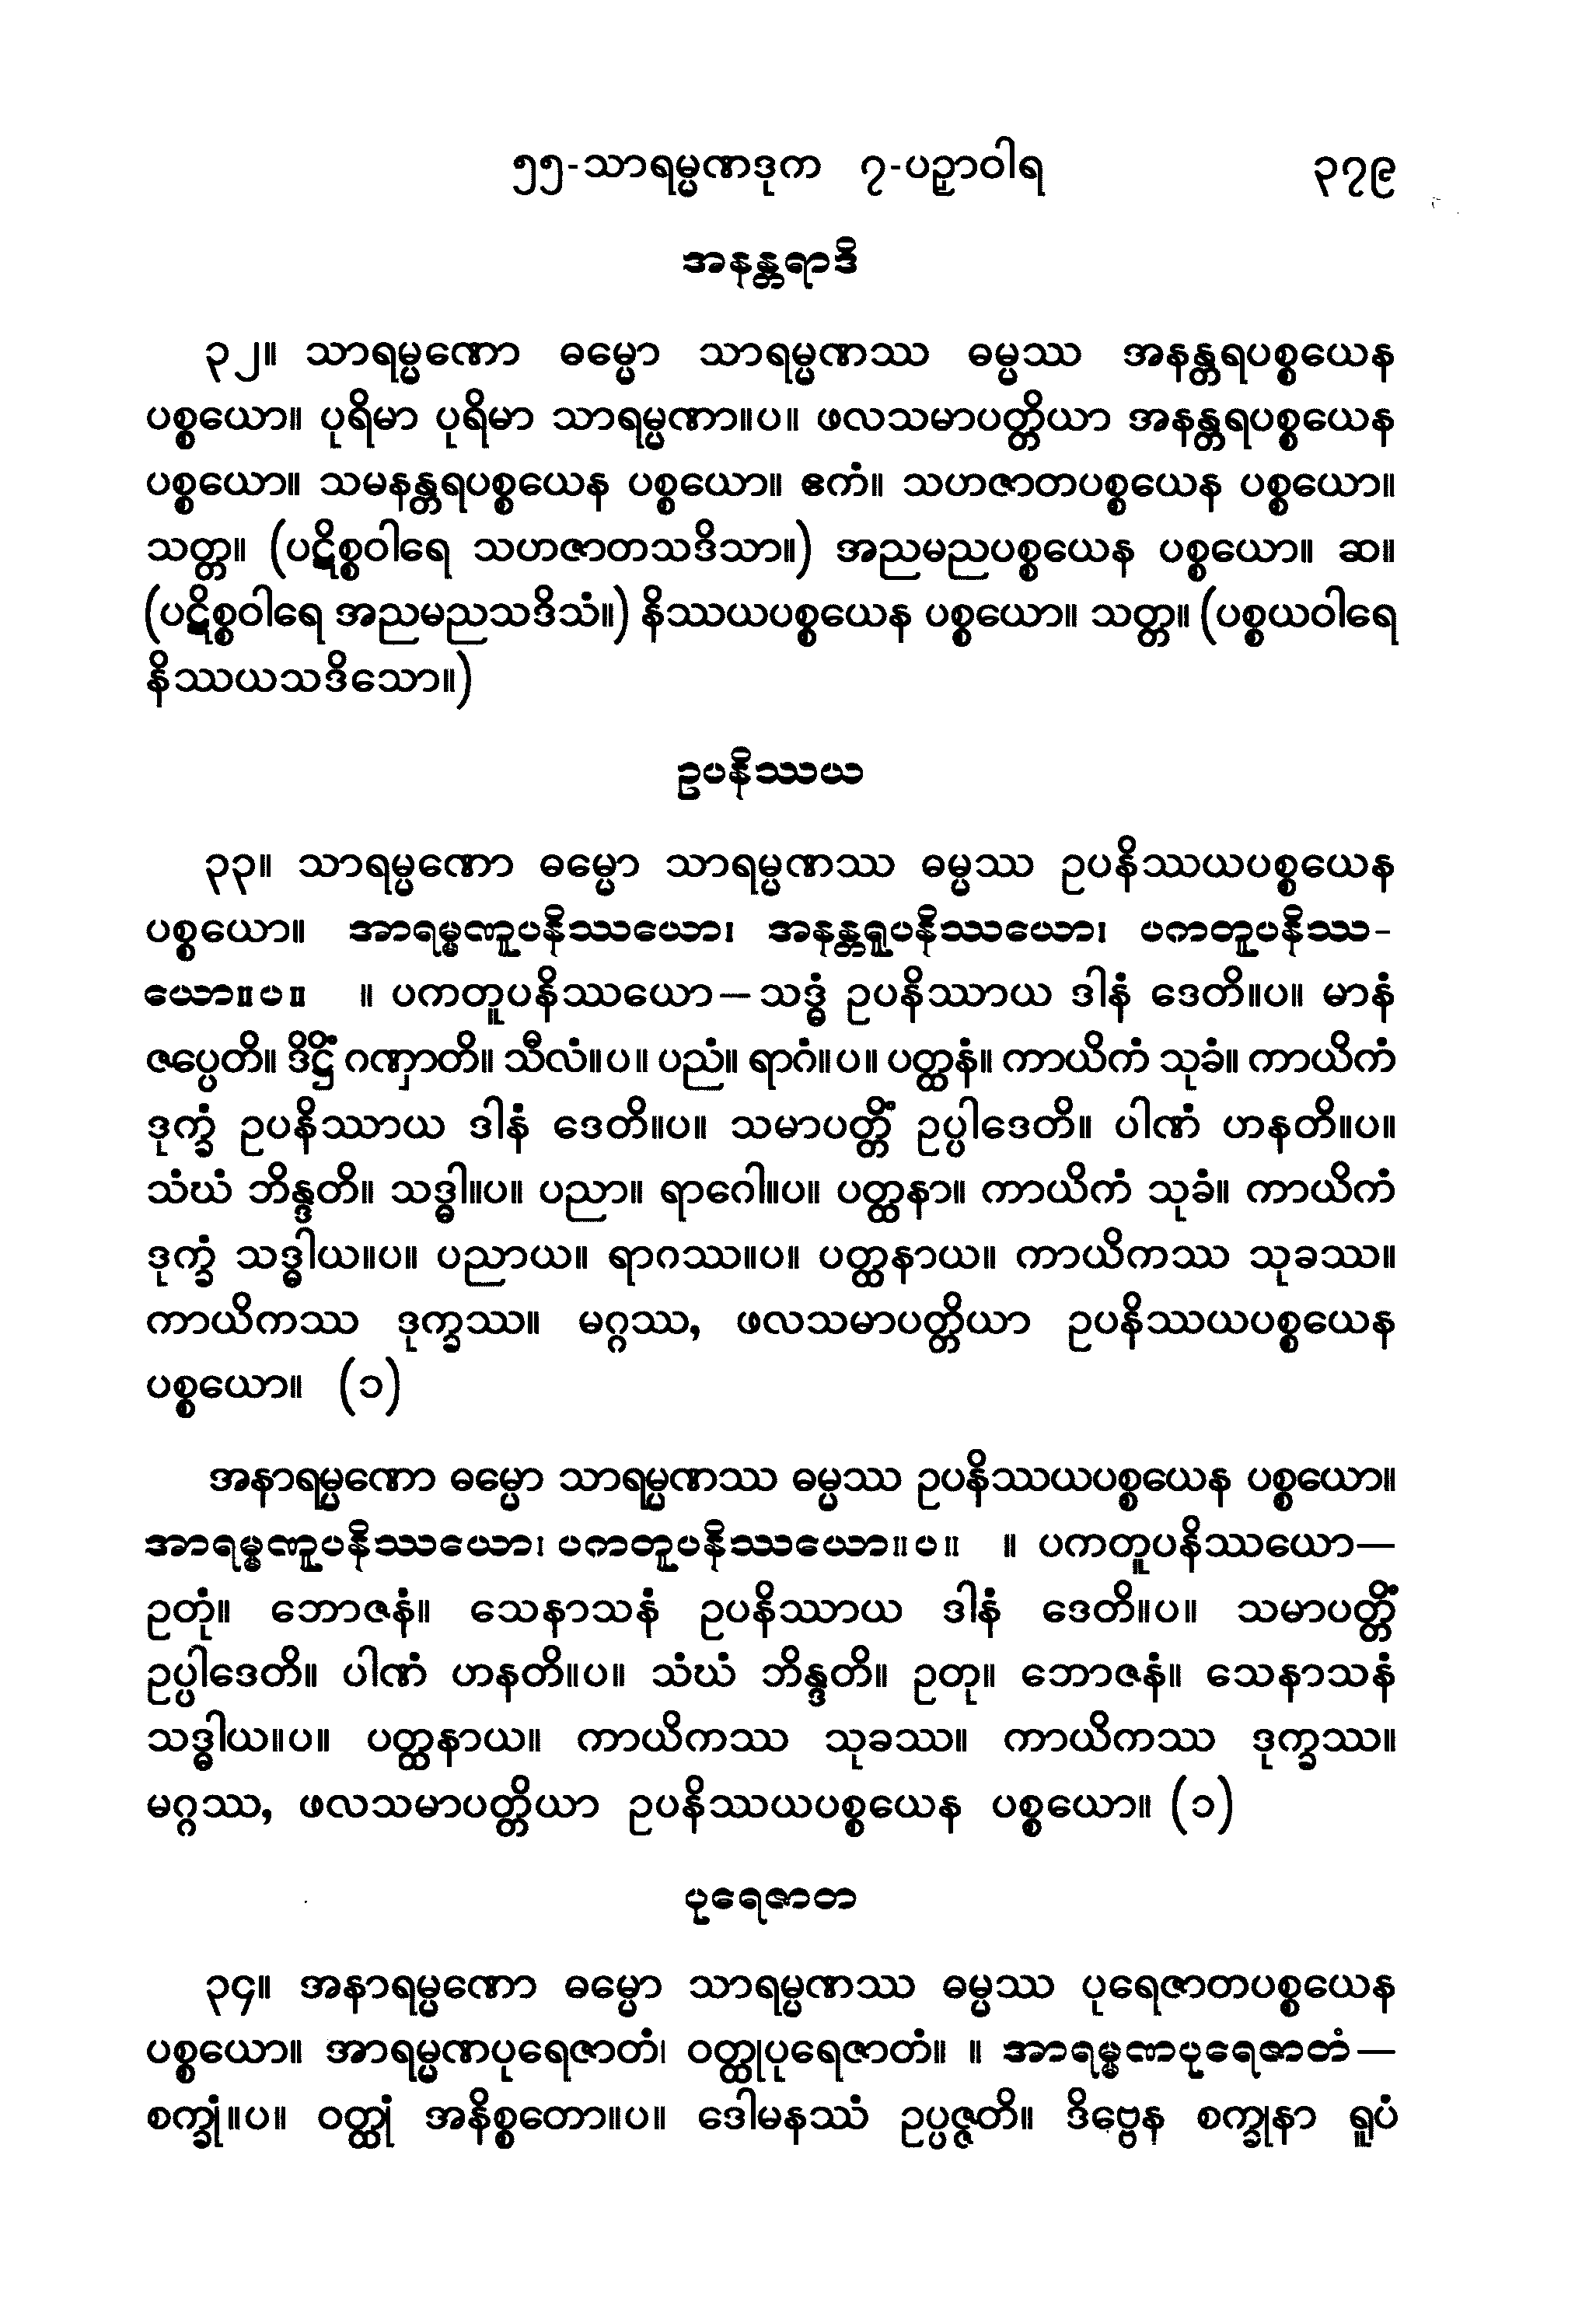 ၅၅-သာရမ္မဏဒုက ၇-ပဉှာဝါရ ၃၇၉
အနန္တရာဒိ
၃၂။ သာရမ္မဏော ဓမ္မော သာရမ္မဏဿ ဓမ္မဿ အနန္တရပစ္စယေန
ပစ္စယော။ ပုရိမာ ပုရိမာ သာရမ္မဏာ။ပ။ ဖလသမာပတ္တိယာ အနန္တရပစ္စယေန
ပစ္စယော။ သမနန္တရပစ္စယေန ပစ္စယော။ ဧကံ။ သဟဇာတပစ္စယေန ပစ္စယော။
သတ္တ။ (ပဋိစ္စဝါရေ သဟဇာတသဒိသာ။) အညမညပစ္စယေန ပစ္စယော။ ဆ။
(ပဋိစ္စဝါရေ အညမညသဒိသံ။) နိဿယပစ္စယေန ပစ္စယော။ သတ္တ။ (ပစ္စယဝါရေ
နိဿယသဒိသော။)
ဥပနိဿယ
၃၃။ သာရမ္မဏော ဓမ္မော သာရမ္မဏဿ ဓမ္မဿ ဥပနိဿယပစ္စယေန
ပစ္စယော။ အာရမ္မဏူပနိဿယော၊ အနန္တရူပနိဿယော၊ ပကတူပနိဿ-
ယော။ပ။ ။ ပကတူပနိဿယော—သဒ္ဓံ ဥပနိဿာယ ဒါနံ ဒေတိ။ပ။ မာနံ
ဇပ္ပေတိ။ ဒိဋ္ဌိံ ဂဏှာတိ။ သီလံ။ပ။ ပညံ။ ရာဂံ။ပ။ ပတ္ထနံ။ ကာယိကံ သုခံ။ ကာယိကံ
ဒုက္ခံ ဥပနိဿာယ ဒါနံ ဒေတိ။ပ။ သမာပတ္တိံ ဥပ္ပါဒေတိ။ ပါဏံ ဟနတိ။ပ။
သံဃံ ဘိန္ဒတိ။ သဒ္ဓါ။ပ။ ပညာ။ ရာဂေါ။ပ။ ပတ္ထနာ။ ကာယိကံ သုခံ။ ကာယိကံ
ဒုက္ခံ သဒ္ဓါယ။ပ။ ပညာယ။ ရာဂဿ။ပ။ ပတ္ထနာယ။ ကာယိကဿ သုခဿ။
ကာယိကဿ ဒုက္ခဿ။ မဂ္ဂဿ, ဖလသမာပတ္တိယာ ဥပနိဿယပစ္စယေန
ပစ္စယော။ (၁)
အနာရမ္မဏော ဓမ္မော သာရမ္မဏဿ ဓမ္မဿ ဥပနိဿယပစ္စယေန ပစ္စယော။
အာရမ္မဏူပနိဿယော၊ ပကတူပနိဿယော။ပ။ ။ ပကတူပနိဿယော—
ဥတုံ။ ဘောဇနံ။ သေနာသနံ ဥပနိဿာယ ဒါနံ ဒေတိ။ပ။ သမာပတ္တိံ
ဥပ္ပါဒေတိ။ ပါဏံ ဟနတိ။ပ။ သံဃံ ဘိန္ဒတိ။ ဥတု။ ဘောဇနံ။ သေနာသနံ
သဒ္ဓါယ။ပ။ ပတ္ထနာယ။ ကာယိကဿ သုခဿ။ ကာယိကဿ ဒုက္ခဿ။
မဂ္ဂဿ, ဖလသမာပတ္တိယာ ဥပနိဿယပစ္စယေန ပစ္စယော။ (၁)
ပုရေဇာတ
၃၄။ အနာရမ္မဏော ဓမ္မော သာရမ္မဏဿ ဓမ္မဿ ပုရေဇာတပစ္စယေန
ပစ္စယော။ အာရမ္မဏပုရေဇာတံ၊ ဝတ္ထုပုရေဇာတံ။ ။ အာရမ္မဏပုရေဇာတံ—
စက္ခုံ။ပ။ ဝတ္ထုံ အနိစ္စတော။ပ။ ဒေါမနဿံ ဥပ္ပဇ္ဇတိ။ ဒိဗ္ဗေန စက္ခုနာ ရူပံ